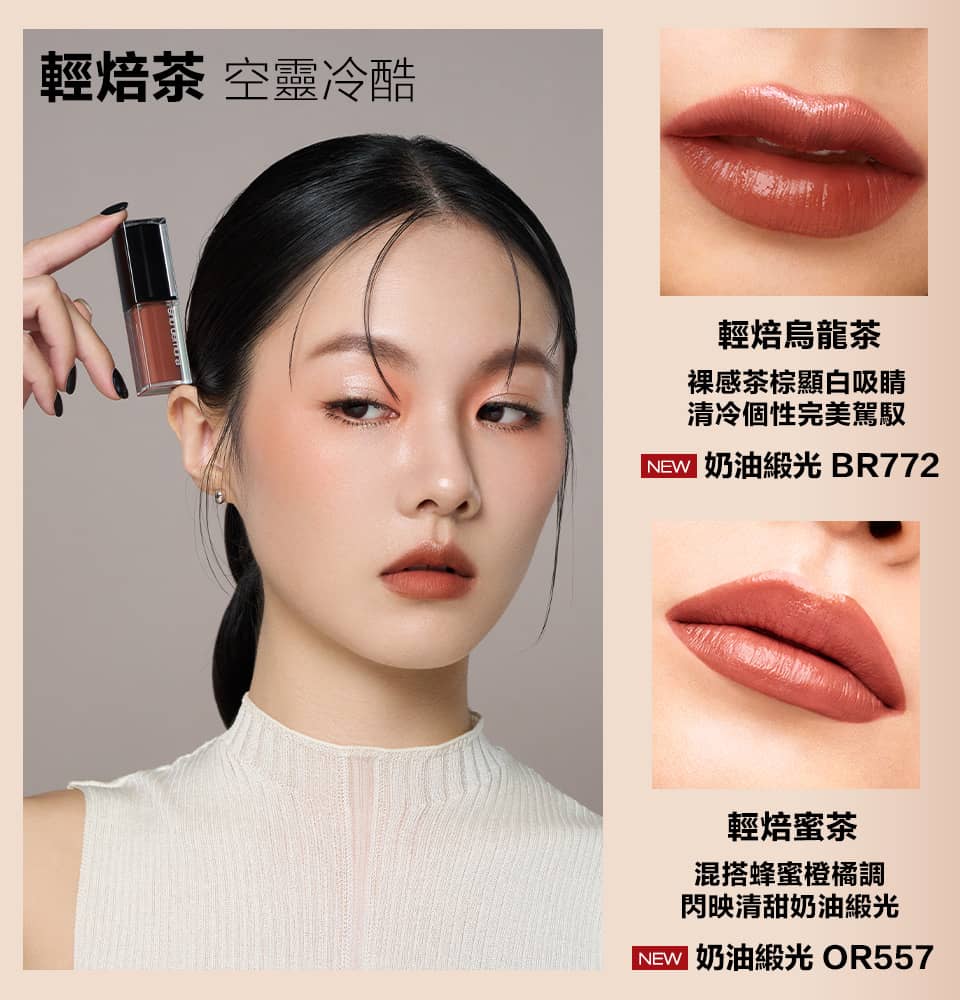 輕焙茶 空靈冷酷
輕焙烏龍茶
裸感茶棕顯白吸睛
清冷個性完美駕馭
NEW 奶油緞光 BR772
輕焙蜜茶
混搭蜂蜜橙橘調
閃映清甜奶油緞光
NEW 奶油緞光 OR557